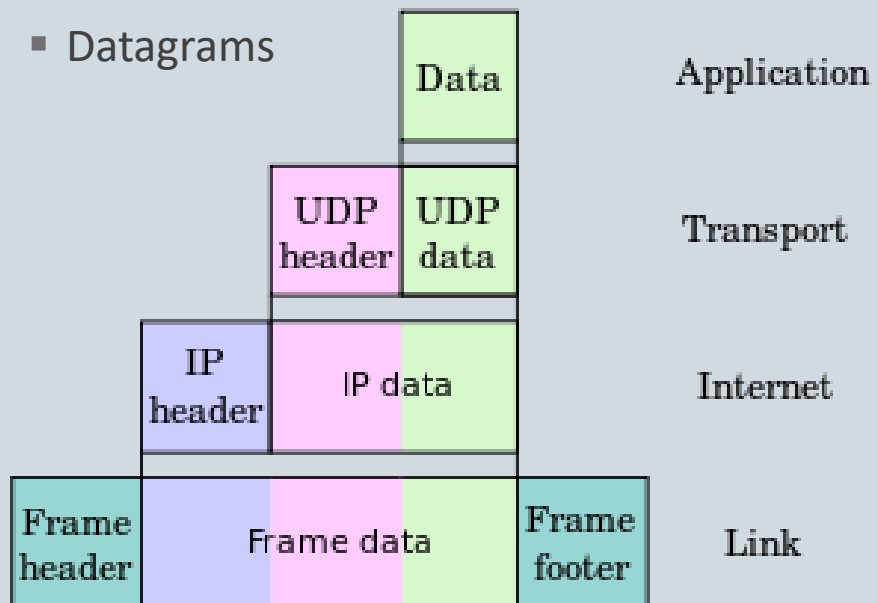 ▪ Datagrams
Data
Application
UDP header
UDP data
Transport
IP header
IP data
Internet
Frame header
Frame data
Frame footer
Link